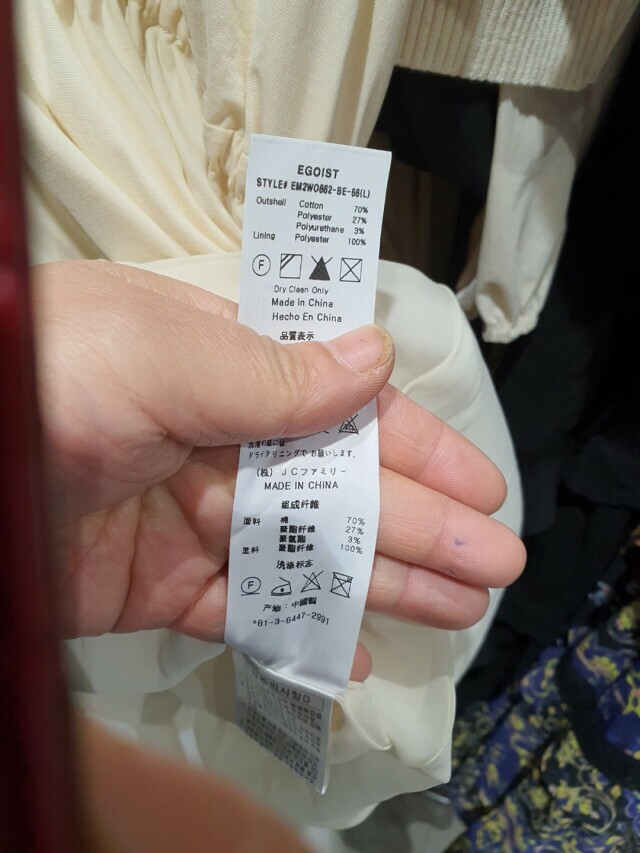 EGOIST
STYLE# EM2WO662-BE-66(L)
Outshell Cotton 70%
Polyester 27%
Polyurethane 3%
Lining Polyester 100%
F
Dry Clean Only
Made in China
Hecho En China
品質表示
ドライクリニングでお願いします。
(株) JCファミリー
MADE IN CHINA
组成纤维
面料 棉 70%
聚酯纤维 27%
聚氨酯 3%
里料 聚酯纤维 100%
洗涤标志
F
产地：中國製
+81-3-6447-2991